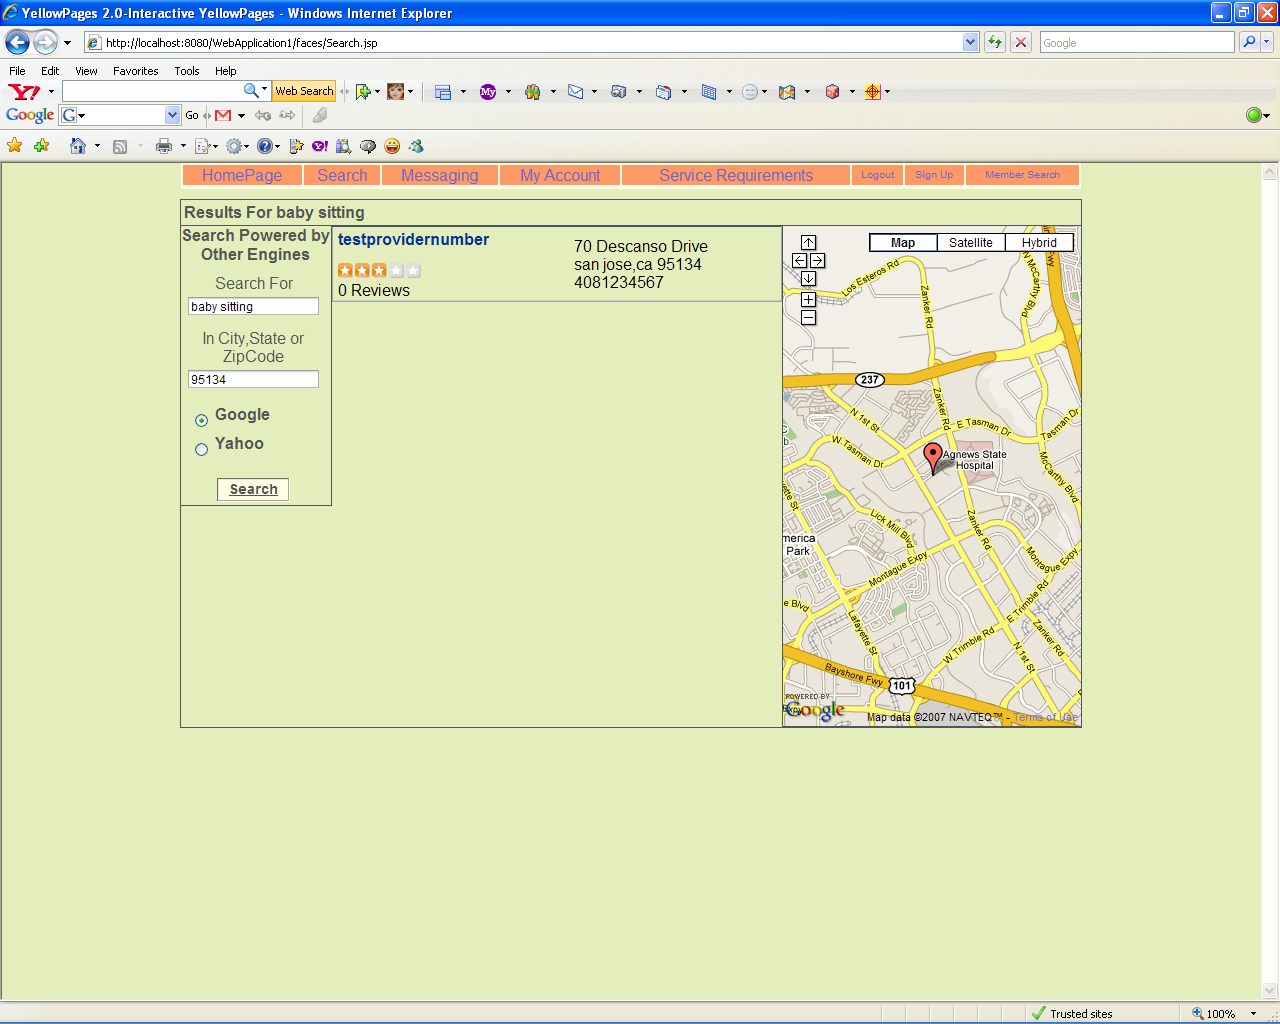 YellowPages 2.0-Interactive YellowPages - Windows Internet Explorer
http://localhost:8080/WebApplication1/faces/Search.jsp
Google
File Edit View Favorites Tools Help
Y! Web Search My
Google G Go
HomePage Search Messaging My Account Service Requirements Logout Sign Up Member Search
Results For baby sitting
Search Powered by
Other Engines
Search For
baby sitting
In City,State or
ZipCode
95134
Google
Yahoo
Search
testprovidernumber
0 Reviews
70 Descanso Drive
san jose,ca 95134
4081234567
Map Satellite Hybrid
Los Esteros Rd
Zanker Rd
N McCarthy Blvd
237
N 1st St
Zanker Rd
E Tasman Dr
Tasman Dr
W Tasman Dr
McCarthy Blvd
Agnews State
Hospital
Lick Mill Blvd
Zanker Rd
merica
Park
Montague Expy
Montague Expy
e Blvd
Lafayette St
E Trimble Rd
W Trimble Rd
Zanker Rd
N 1st St
Bayshore Fwy
101
POWERED BY
Google
Map data ©2007 NAVTEQ™ - Terms of Use
Trusted sites
100%